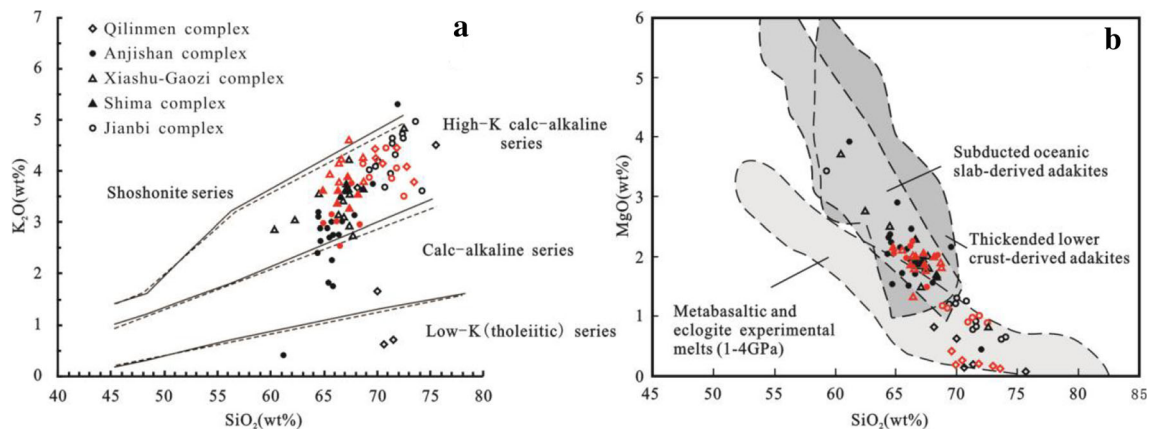 a
7
6
5
4
3
2
1
0
K₂O(wt%)
Qilinmen complex
Anjishan complex
Xiashu-Gaozi complex
Shima complex
Jianbi complex
High-K calc-alkaline
series
Shoshonite series
Calc-alkaline series
Low-K(tholeiitic) series
40 45 50 55 60 65 70 75 80
SiO₂(wt%)
b
6
5
4
3
2
1
0
MgO(wt%)
Subducted oceanic
slab-derived adakites
Thickended lower
crust-derived adakites
Metabasaltic and
eclogite experimental
melts (1-4GPa)
45 50 55 60 65 70 75 80 85
SiO₂(wt%)